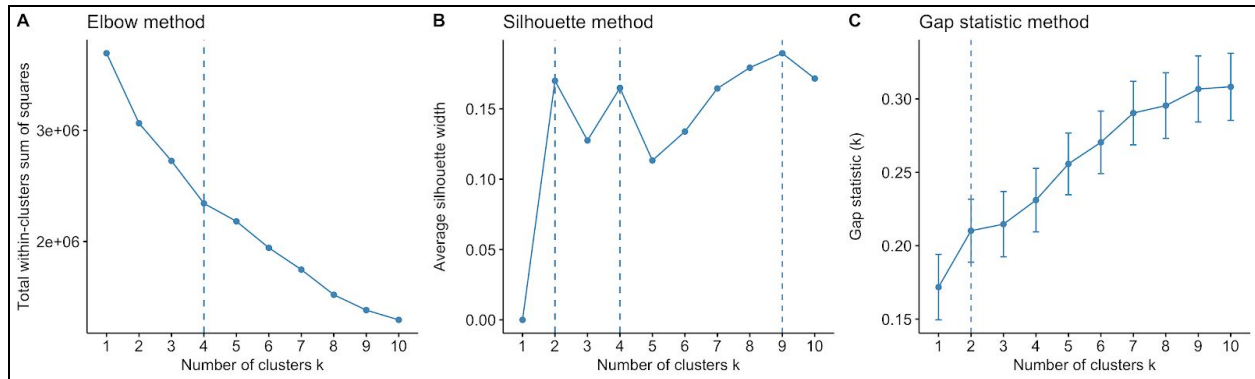 A Elbow method
Total within-clusters sum of squares
3e+06
2e+06
1 2 3 4 5 6 7 8 9 10
Number of clusters k
B Silhouette method
Average silhouette width
0.15
0.10
0.05
0.00
1 2 3 4 5 6 7 8 9 10
Number of clusters k
C Gap statistic method
Gap statistic (k)
0.30
0.25
0.20
0.15
1 2 3 4 5 6 7 8 9 10
Number of clusters k